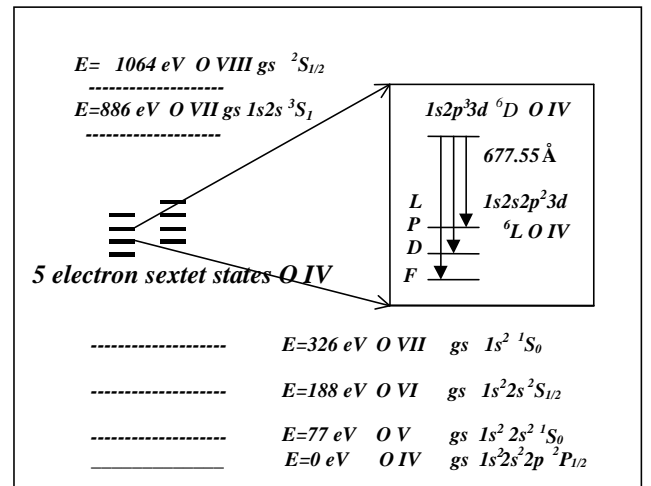 E= 1064 eV O VIII gs ²S₁/₂
E=886 eV O VII gs 1s2s ³S₁
1s2p³3d ⁶D O IV
677.55 Å
L 1s2s2p²3d
P ⁶L O IV
D
F
5 electron sextet states O IV
E=326 eV O VII gs 1s² ¹S₀
E=188 eV O VI gs 1s²2s ²S₁/₂
E=77 eV O V gs 1s² 2s² ¹S₀
E=0 eV O IV gs 1s²2s²2p ²P₁/₂